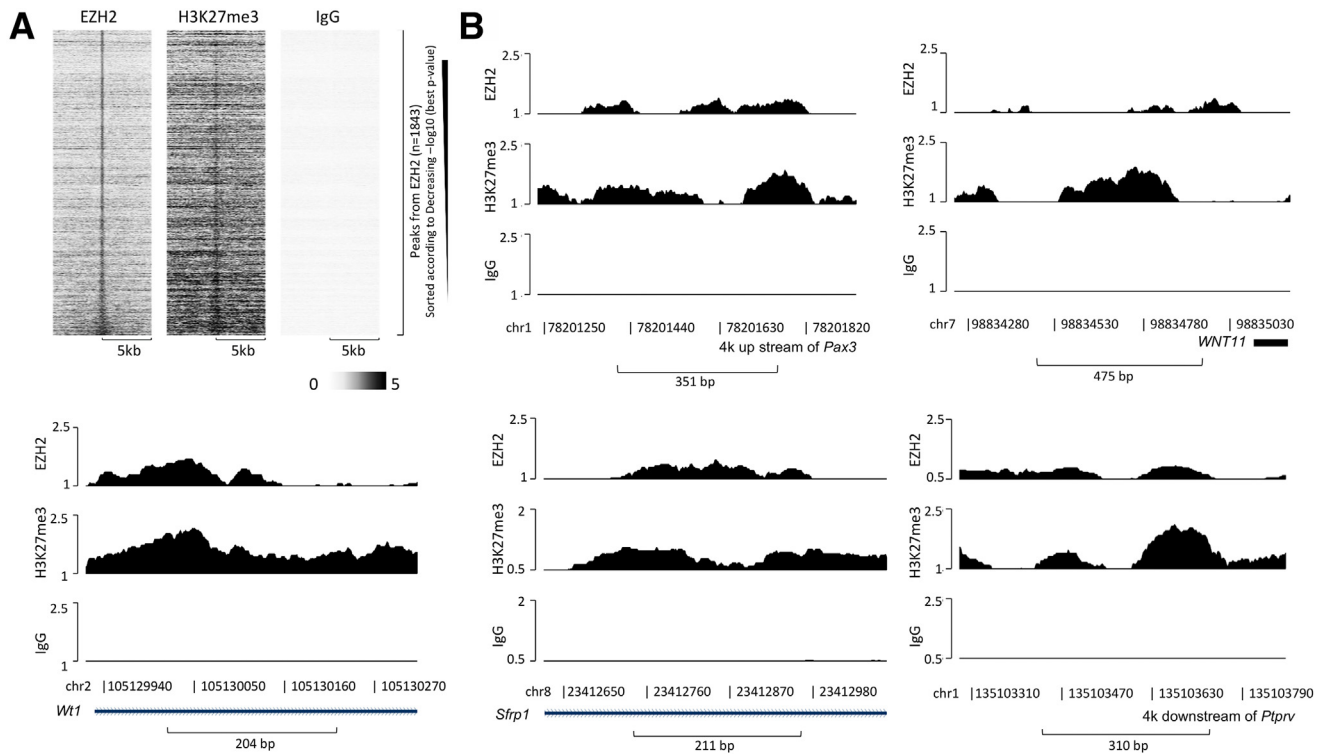 A
EZH2 H3K27me3 IgG
Peaks from EZH2 (n=1843)
Sorted according to Decreasing −log10 (best p-value)
5kb 5kb 5kb
0 5
B
2.5
EZH2
1
2.5
H3K27me3
1
2.5
IgG
1
chr1 78201250 78201440 78201630 78201820
4k up stream of Pax3
351 bp
2.5
EZH2
1
2.5
H3K27me3
1
2.5
IgG
1
chr7 98834280 98834530 98834780 98835030
WNT11
475 bp
2.5
EZH2
1
2.5
H3K27me3
1
2.5
IgG
1
chr2 105129940 105130050 105130160 105130270
Wt1
204 bp
2.5
EZH2
1
2
H3K27me3
0.5
2
IgG
0.5
chr8 23412650 23412760 23412870 23412980
Sfrp1
211 bp
2.5
EZH2
0.5
2.5
H3K27me3
1
2.5
IgG
0.5
chr1 135103310 135103470 135103630 135103790
4k downstream of Ptprv
310 bp